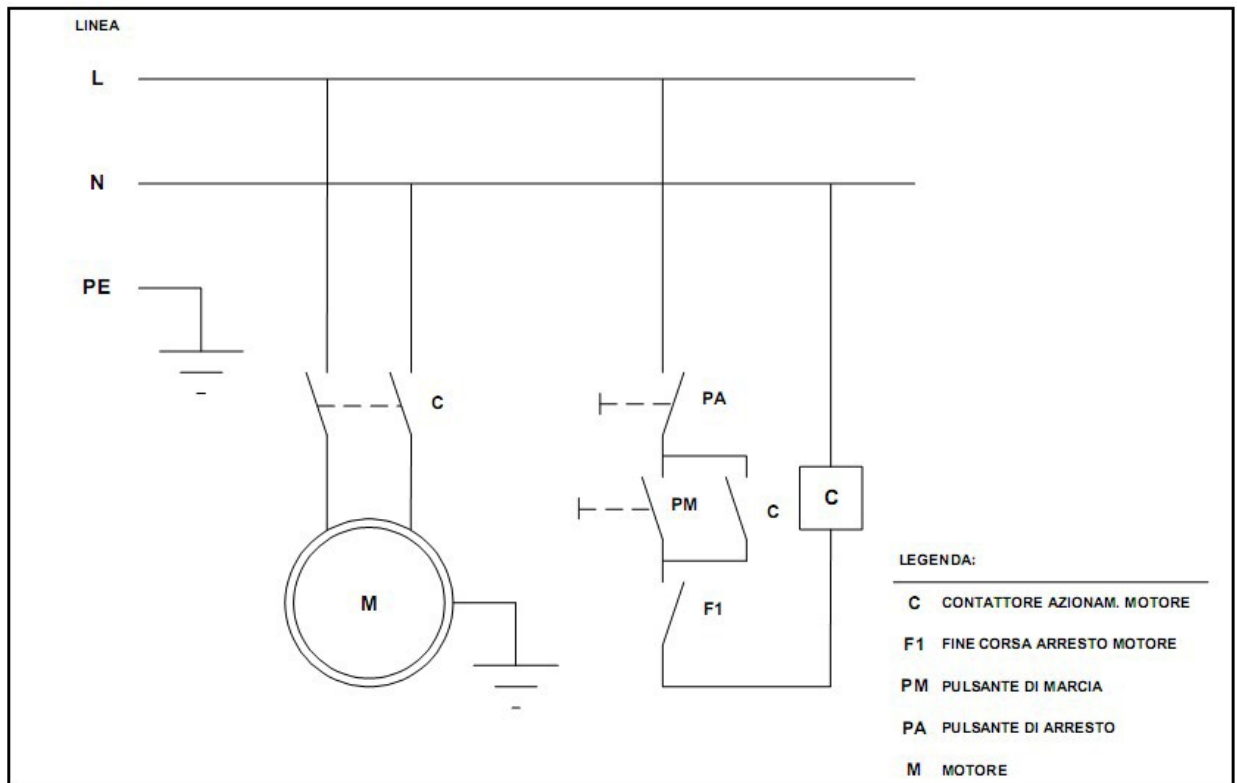 LINEA
L
N
PE
C
PA
PM
C
C
M
F1
LEGENDA:
C CONTATTORE AZIONAM. MOTORE
F1 FINE CORSA ARRESTO MOTORE
PM PULSANTE DI MARCIA
PA PULSANTE DI ARRESTO
M MOTORE